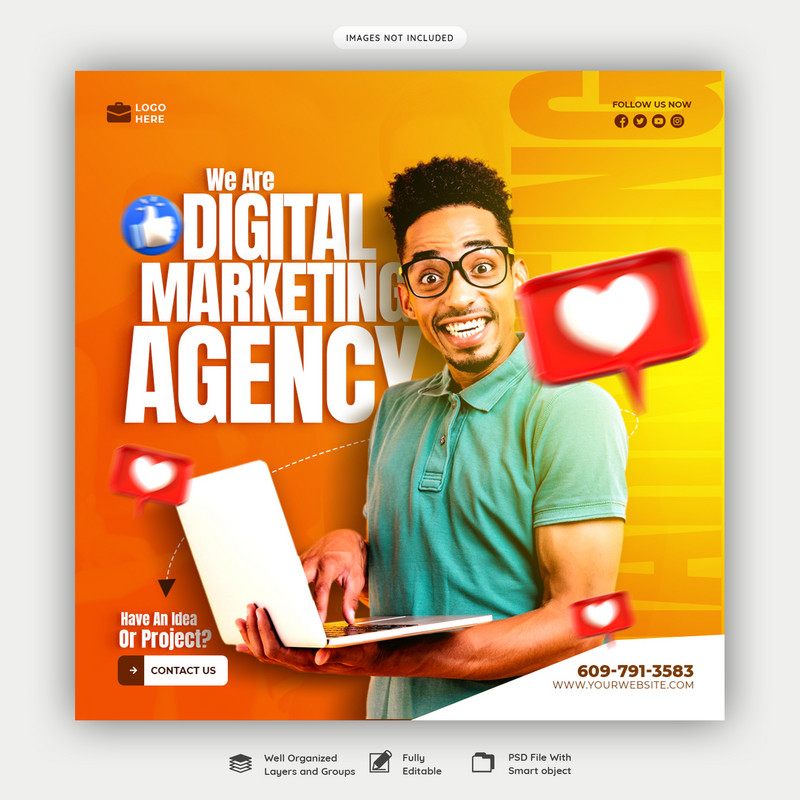 IMAGES NOT INCLUDED
LOGO
HERE
FOLLOW US NOW
We Are
DIGITAL
MARKETING
AGENCY
Have An Idea
Or Project?
CONTACT US
609-791-3583
WWW.YOURWEBSITE.COM
Well Organized
Layers and Groups
Fully
Editable
PSD File With
Smart object